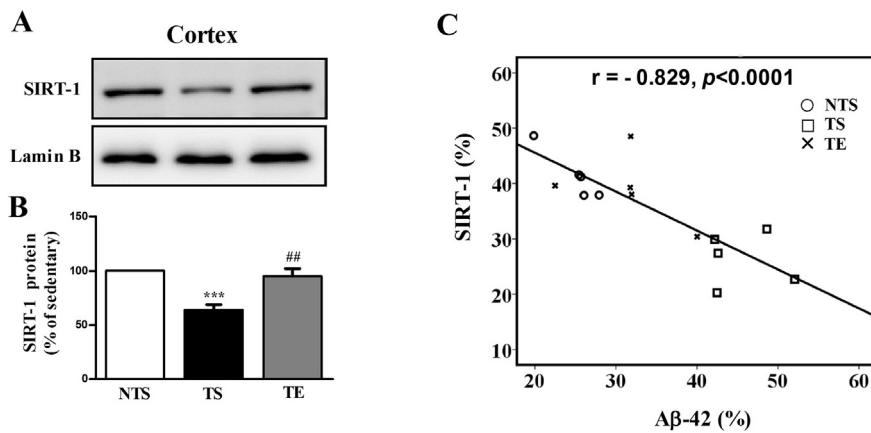 A
Cortex
SIRT-1
Lamin B
B
SIRT-1 protein
(% of sedentary)
150
100
50
0
***
##
NTS TS TE
C
r = - 0.829, p<0.0001
NTS
TS
TE
SIRT-1 (%)
60
50
40
30
20
10
20 30 40 50 60
Aβ-42 (%)